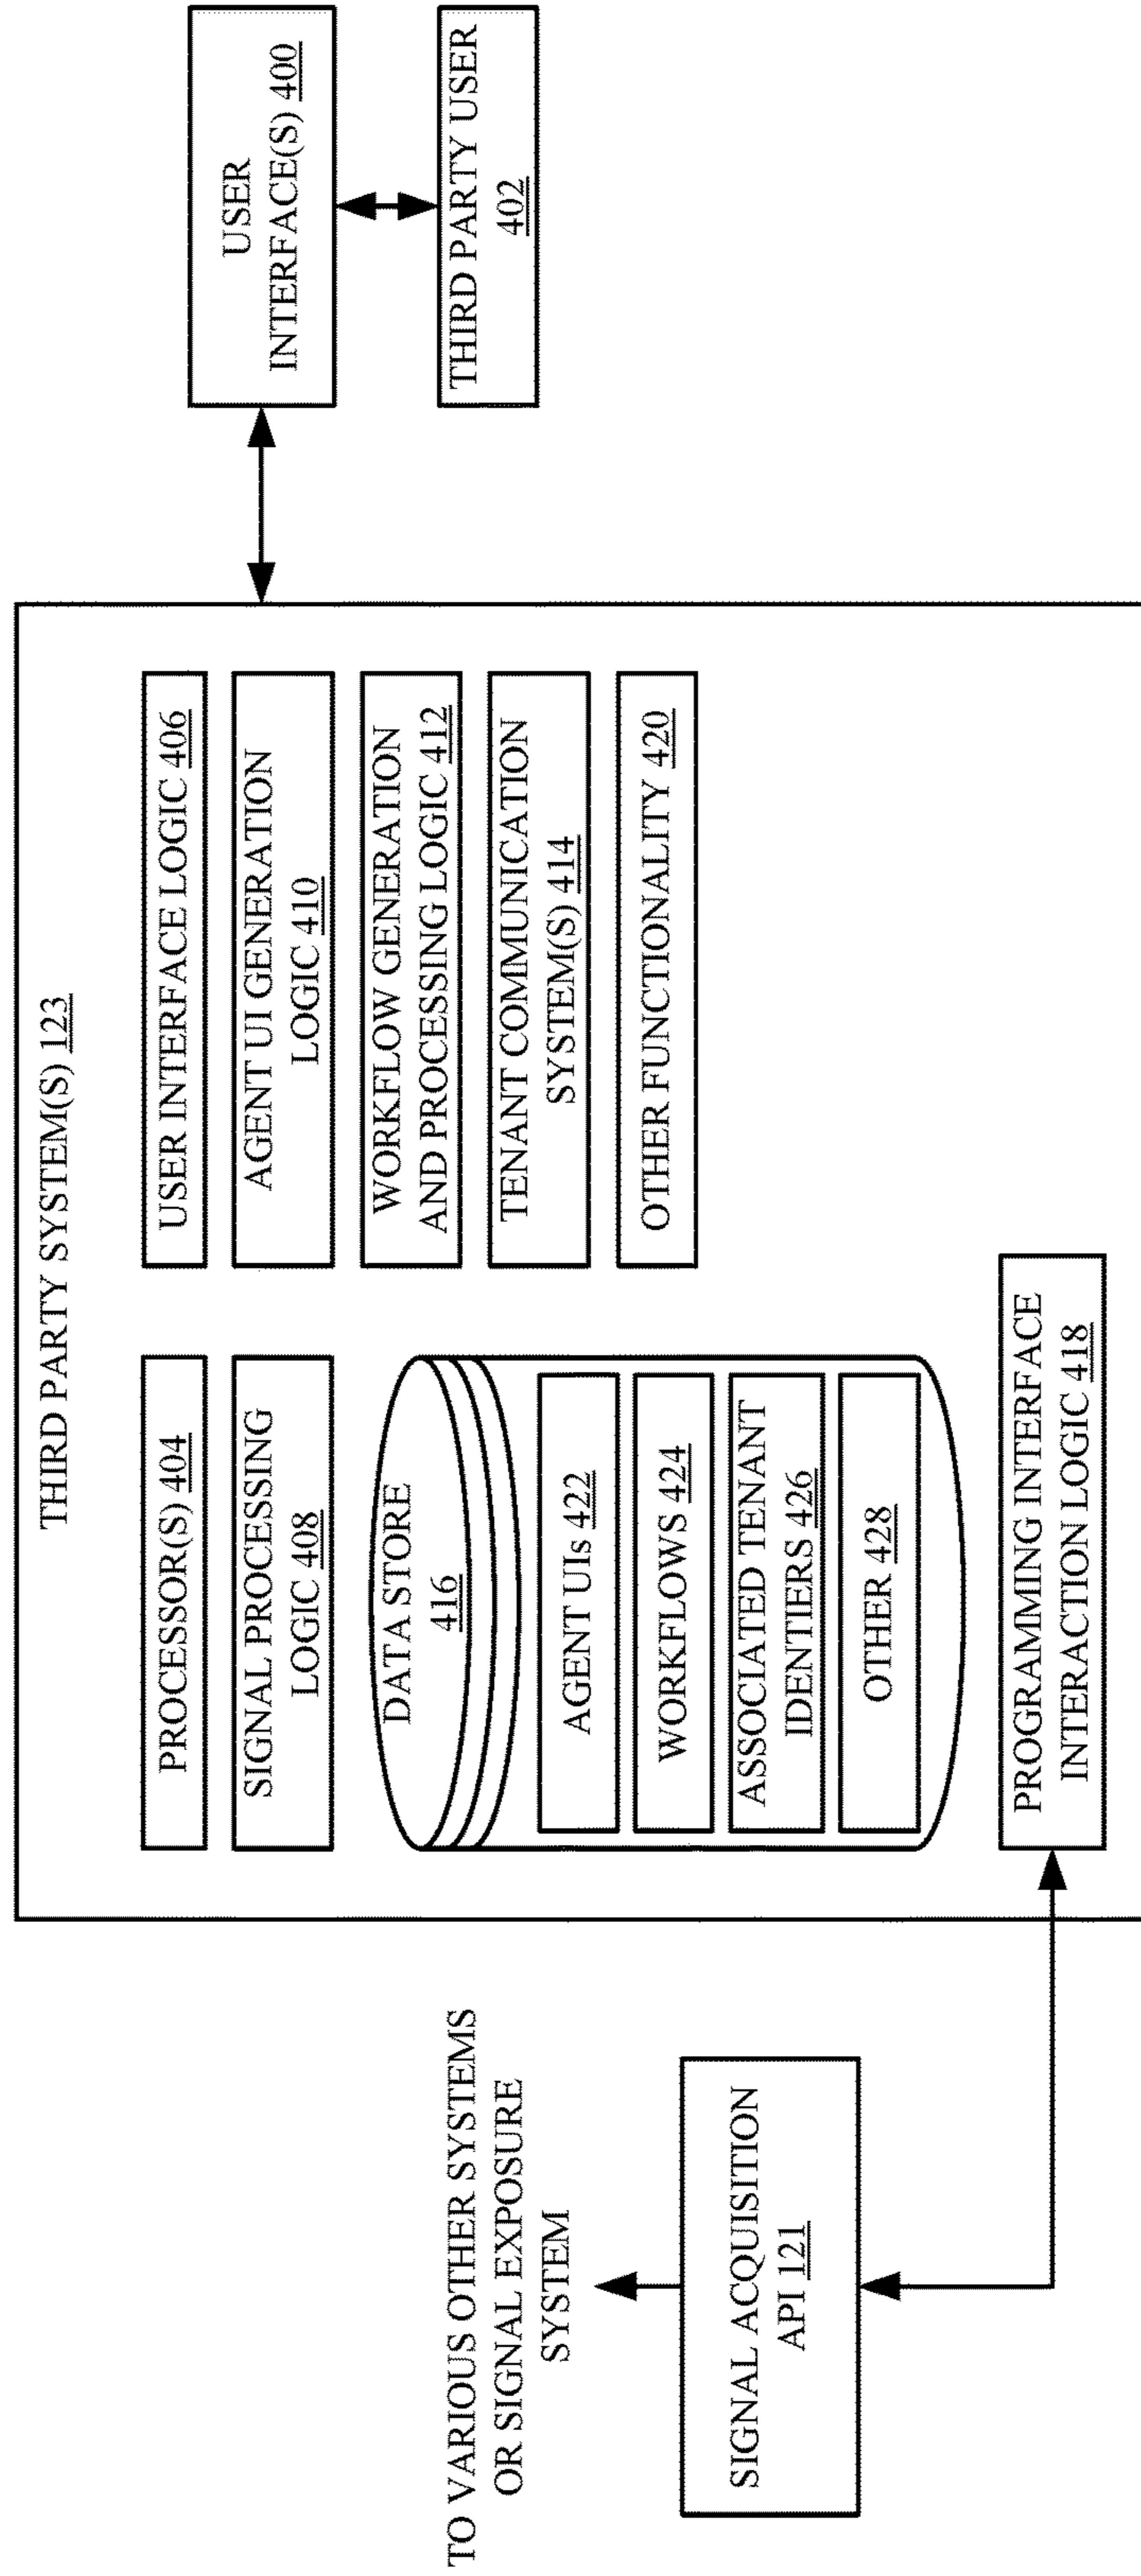 THIRD PARTY SYSTEM(S) 123
PROCESSOR(S) 404
SIGNAL PROCESSING
LOGIC 408
DATA STORE
416
AGENT UIs 422
WORKFLOWS 424
ASSOCIATED TENANT
IDENTIERS 426
OTHER 428
PROGRAMMING INTERFACE
INTERACTION LOGIC 418
USER INTERFACE LOGIC 406
AGENT UI GENERATION
LOGIC 410
WORKFLOW GENERATION
AND PROCESSING LOGIC 412
TENANT COMMUNICATION
SYSTEM(S) 414
OTHER FUNCTIONALITY 420
USER
INTERFACE(S) 400
THIRD PARTY USER
402
TO VARIOUS OTHER SYSTEMS
OR SIGNAL EXPOSURE
SYSTEM
SIGNAL ACQUISITION
API 121